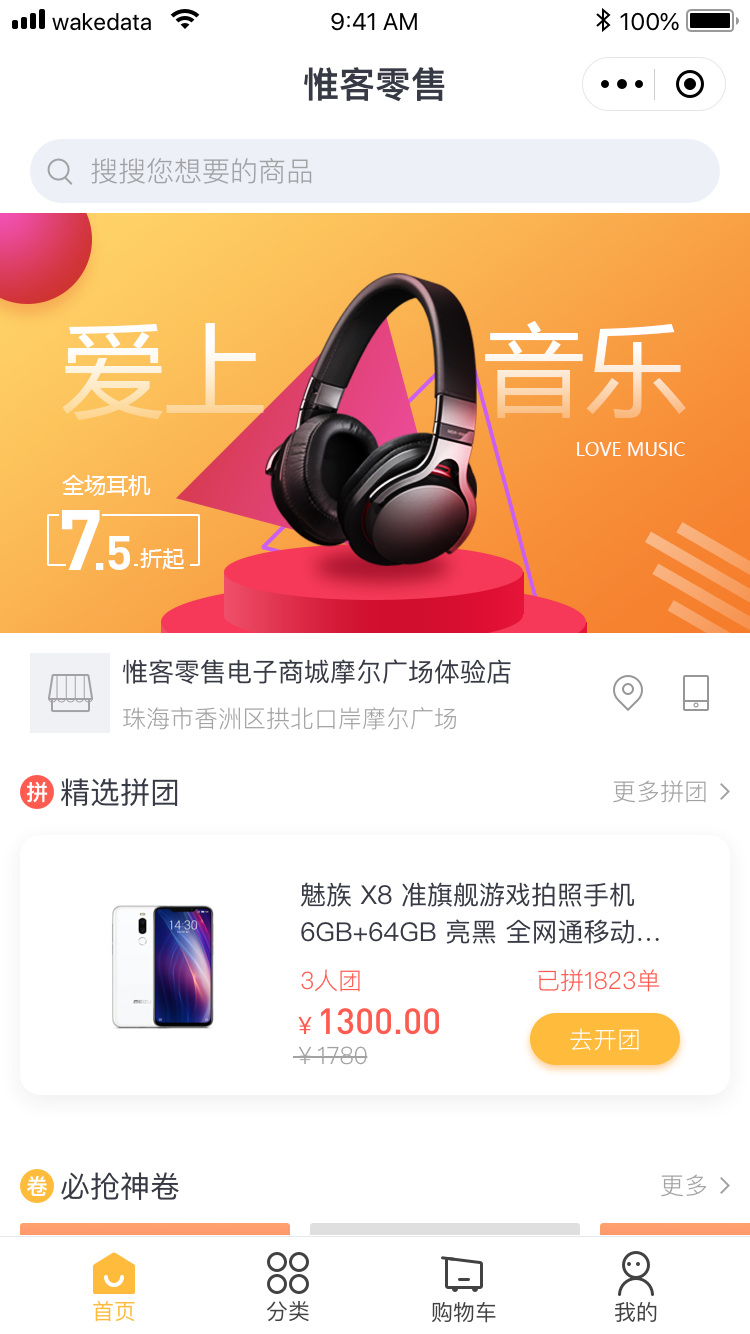 wakedata
9:41 AM
100%
惟客零售
搜搜您想要的商品
爱上 音乐
LOVE MUSIC
全场耳机
7.5折起
惟客零售电子商城摩尔广场体验店
珠海市香洲区拱北口岸摩尔广场
拼 精选拼团
更多拼团
14:30
魅族 X8 准旗舰游戏拍照手机
6GB+64GB 亮黑 全网通移动...
3人团
已拼1823单
¥ 1300.00
¥ 1780
去开团
卷 必抢神卷
更多
首页
分类
购物车
我的